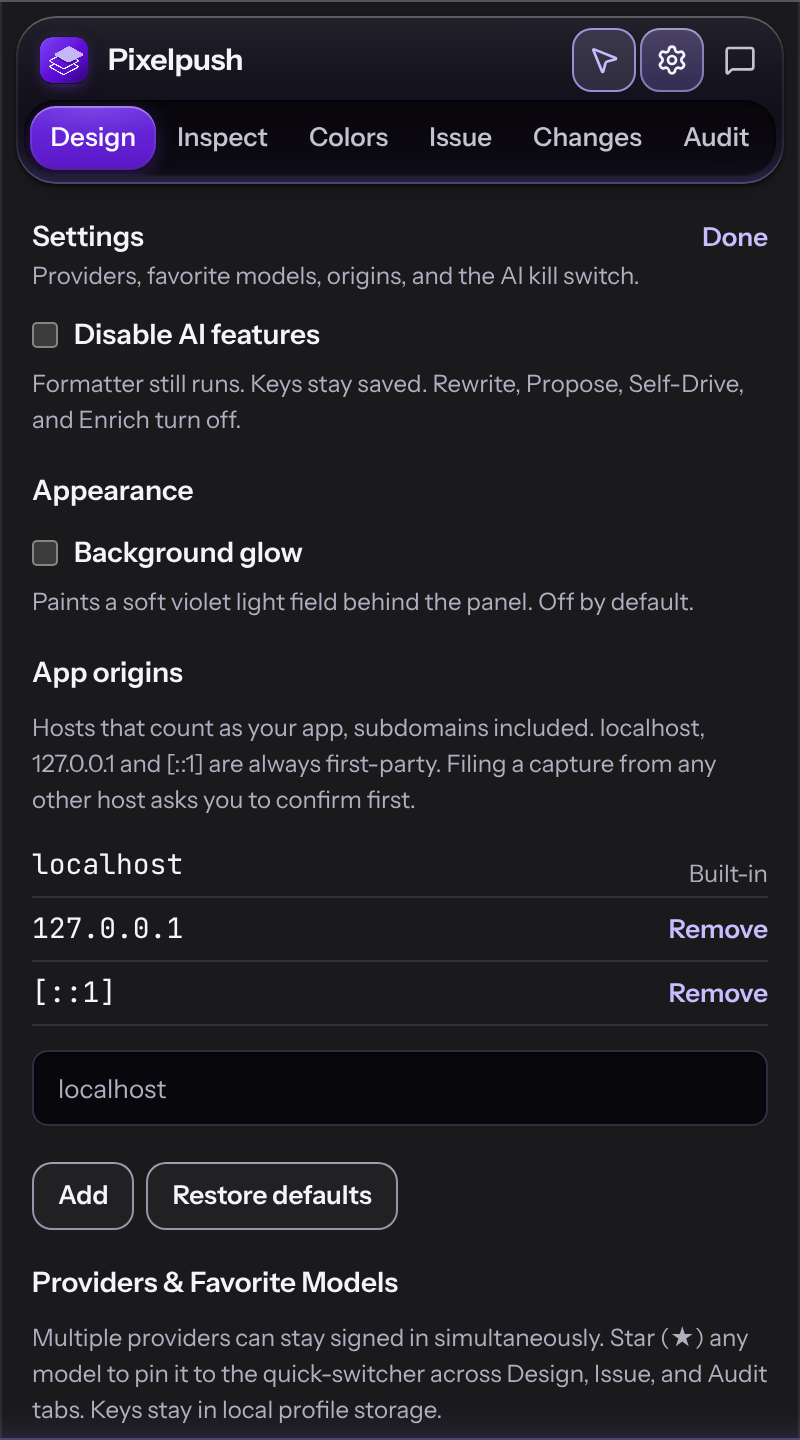 Pixelpush
Design Inspect Colors Issue Changes Audit
Settings Done
Providers, favorite models, origins, and the AI kill switch.
Disable AI features
Formatter still runs. Keys stay saved. Rewrite, Propose, Self-Drive,
and Enrich turn off.
Appearance
Background glow
Paints a soft violet light field behind the panel. Off by default.
App origins
Hosts that count as your app, subdomains included. localhost,
127.0.0.1 and [::1] are always first-party. Filing a capture from any
other host asks you to confirm first.
localhost Built-in
127.0.0.1 Remove
[::1] Remove
localhost
Add Restore defaults
Providers & Favorite Models
Multiple providers can stay signed in simultaneously. Star (★) any
model to pin it to the quick-switcher across Design, Issue, and Audit
tabs. Keys stay in local profile storage.